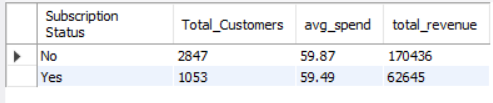 Subscription Status Total_Customers avg_spend total_revenue
No 2847 59.87 170436
Yes 1053 59.49 62645